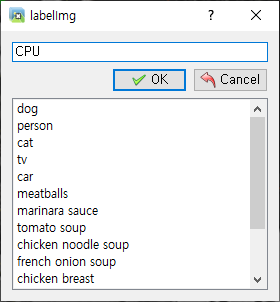 labelImg
CPU
OK
Cancel
dog
person
cat
tv
car
meatballs
marinara sauce
tomato soup
chicken noodle soup
french onion soup
chicken breast